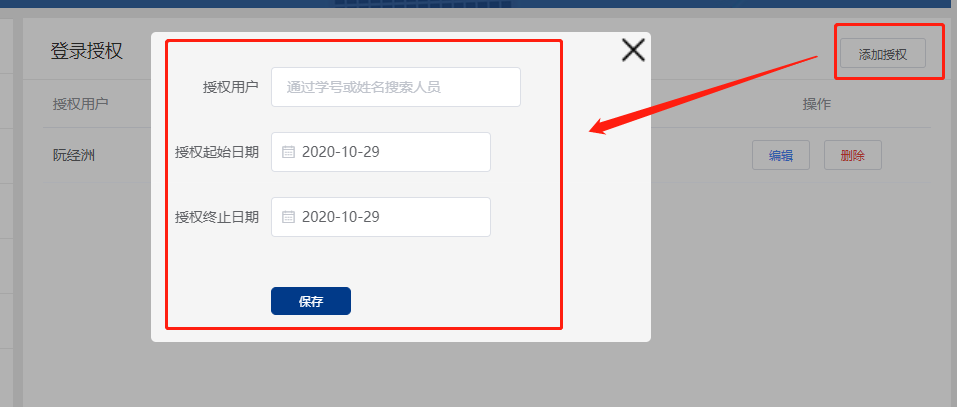 登录授权
添加授权
授权用户
操作
阮经洲
编辑
删除
授权用户
通过学号或姓名搜索人员
授权起始日期
2020-10-29
授权终止日期
2020-10-29
保存